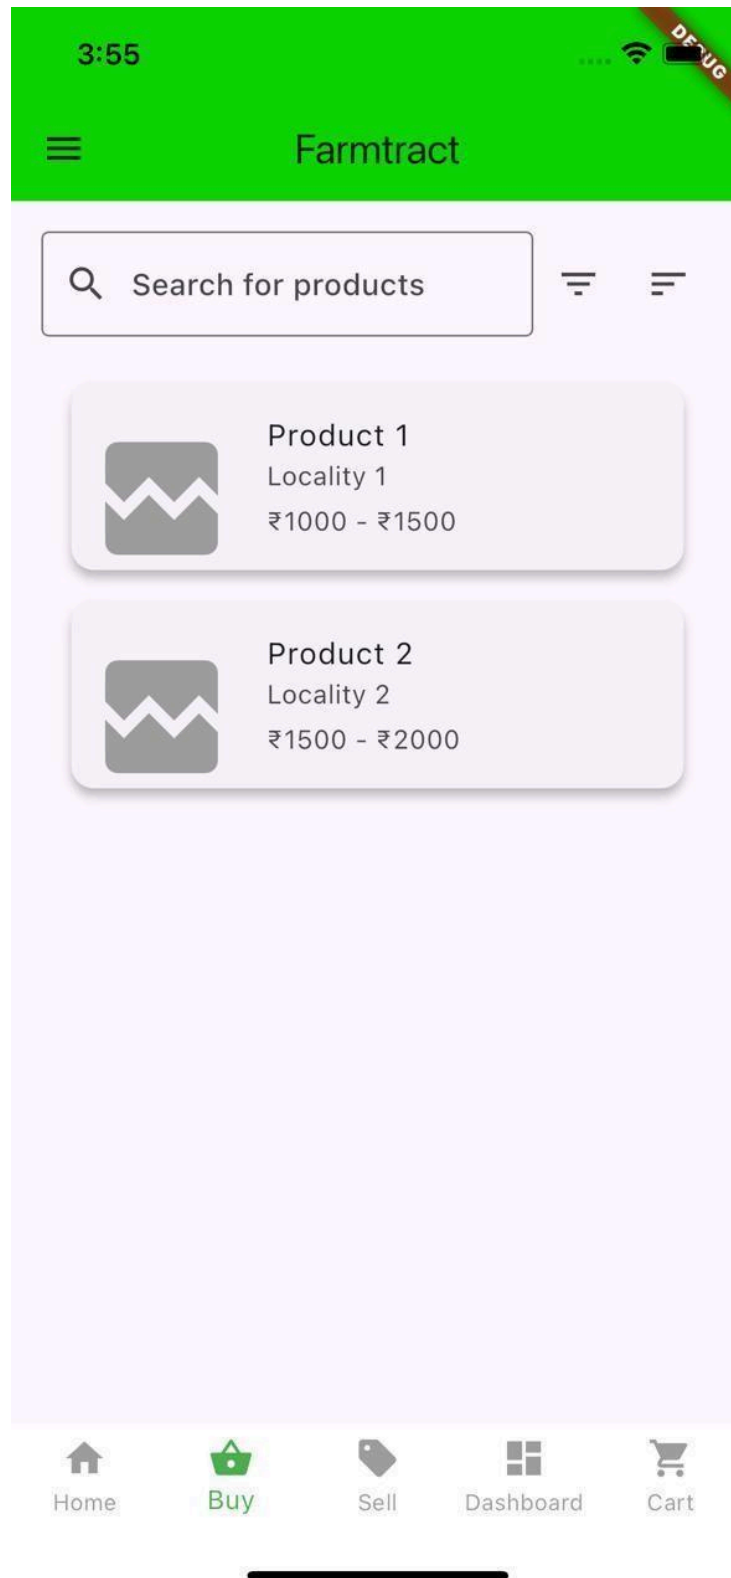 3:55
DEBUG
Farmtract
Search for products
Product 1
Locality 1
₹1000 - ₹1500
Product 2
Locality 2
₹1500 - ₹2000
Home
Buy
Sell
Dashboard
Cart